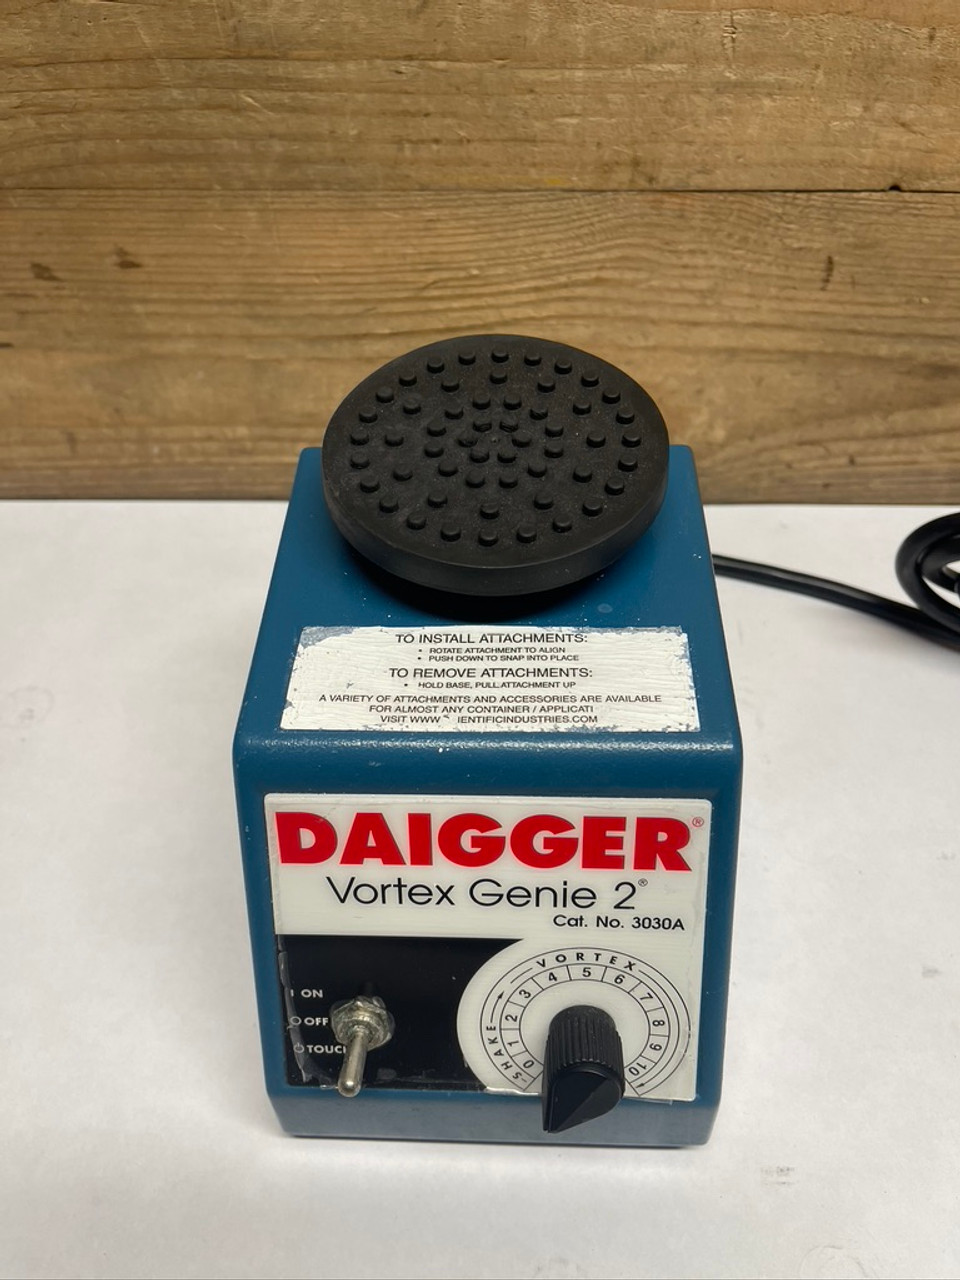 TO INSTALL ATTACHMENTS:
• ROTATE ATTACHMENT TO ALIGN
• PUSH DOWN TO SNAP INTO PLACE
TO REMOVE ATTACHMENTS:
• HOLD BASE, PULL ATTACHMENT UP
A VARIETY OF ATTACHMENTS AND ACCESSORIES ARE AVAILABLE
FOR ALMOST ANY CONTAINER / APPLICATI
VISIT WWW IENTIFICINDUSTRIES.COM
DAIGGER®
Vortex Genie 2®
Cat. No. 3030A
I ON
OFF
TOUCH
VORTEX
SHAKE
0 1 2 3 4 5 6 7 8 9 10